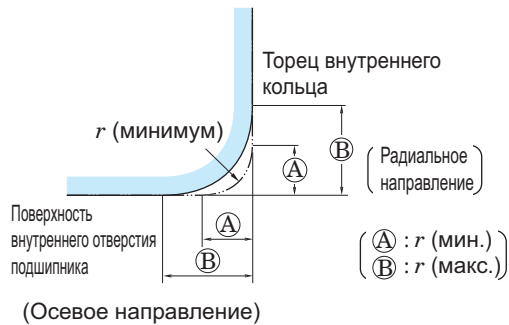 Торец внутреннего
кольца
r (минимум)
Ⓑ
Ⓐ
(Радиальное
направление)
Поверхность
внутреннего отверстия
подшипника
Ⓐ
Ⓑ
(Ⓐ : r (мин.)
Ⓑ : r (макс.))
(Осевое направление)